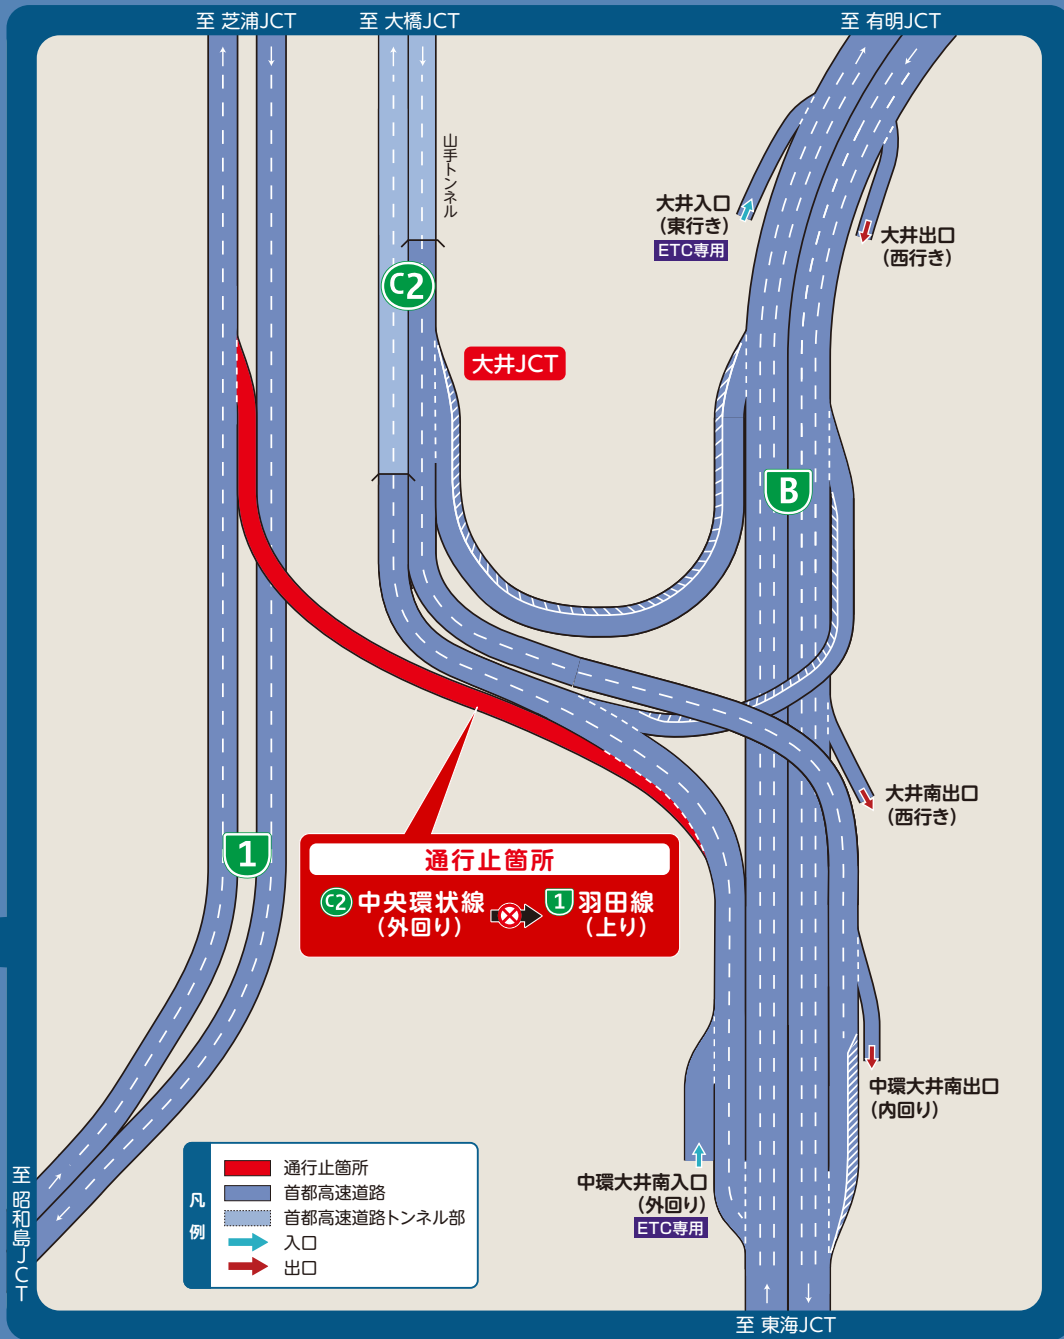 至 芝浦JCT
至 大橋JCT
至 有明JCT
山手トンネル
大井入口
(東行き)
ETC専用
大井出口
(西行き)
C2
大井JCT
B
大井南出口
(西行き)
1
通行止箇所
C2 中央環状線
(外回り)
1 羽田線
(上り)
中環大井南出口
(内回り)
中環大井南入口
(外回り)
ETC専用
至 昭和島JCT
凡例
通行止箇所
首都高速道路
首都高速道路トンネル部
入口
出口
至 東海JCT